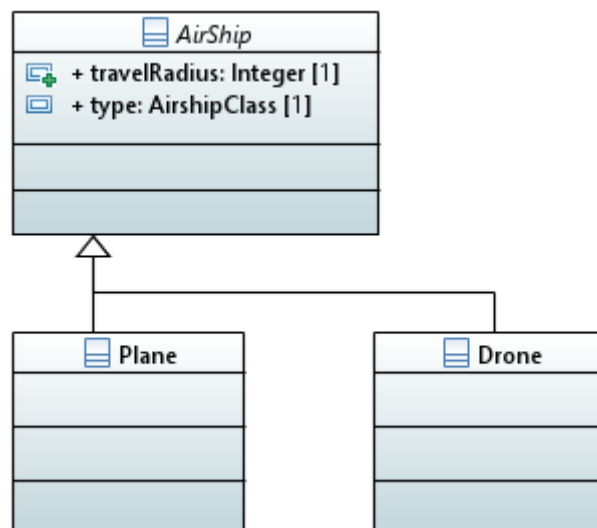 AirShip
+ travelRadius: Integer [1]
+ type: AirshipClass [1]
Plane
Drone